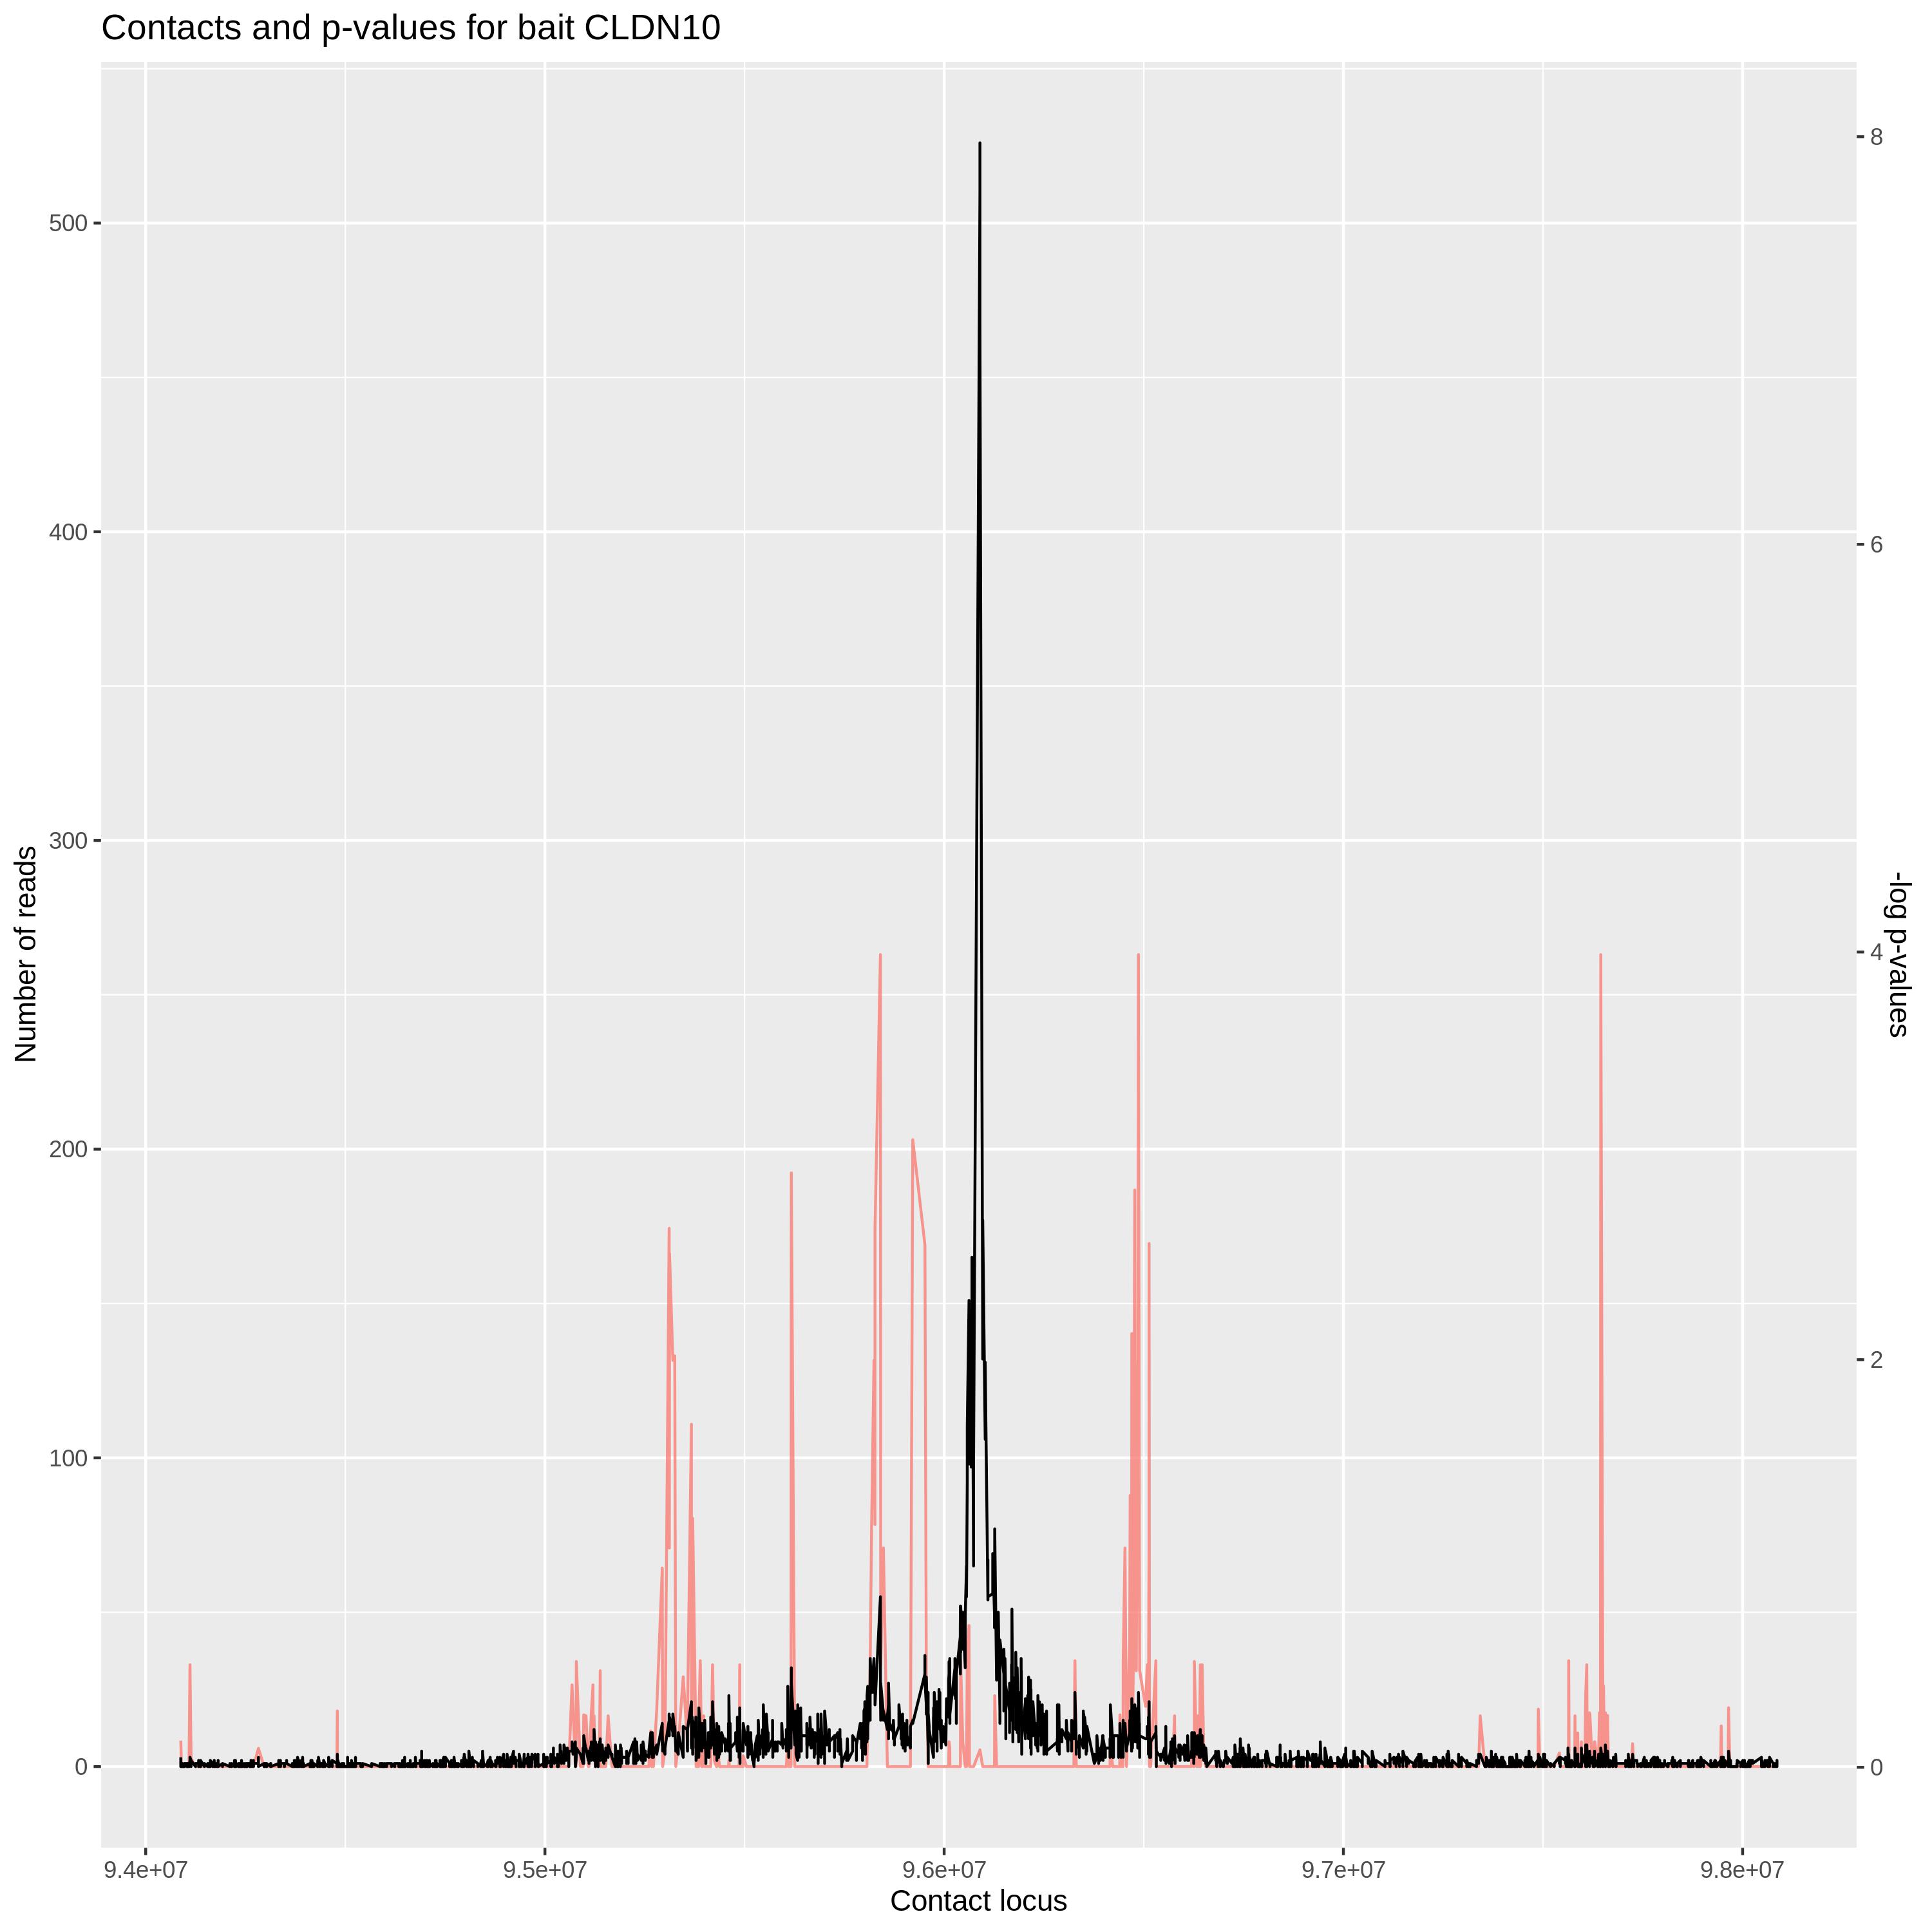 Contacts and p-values for bait CLDN10
500
400
300
200
100
0
Number of reads
8
6
4
2
0
-log p-values
9.4e+07 9.5e+07 9.6e+07 9.7e+07 9.8e+07
Contact locus